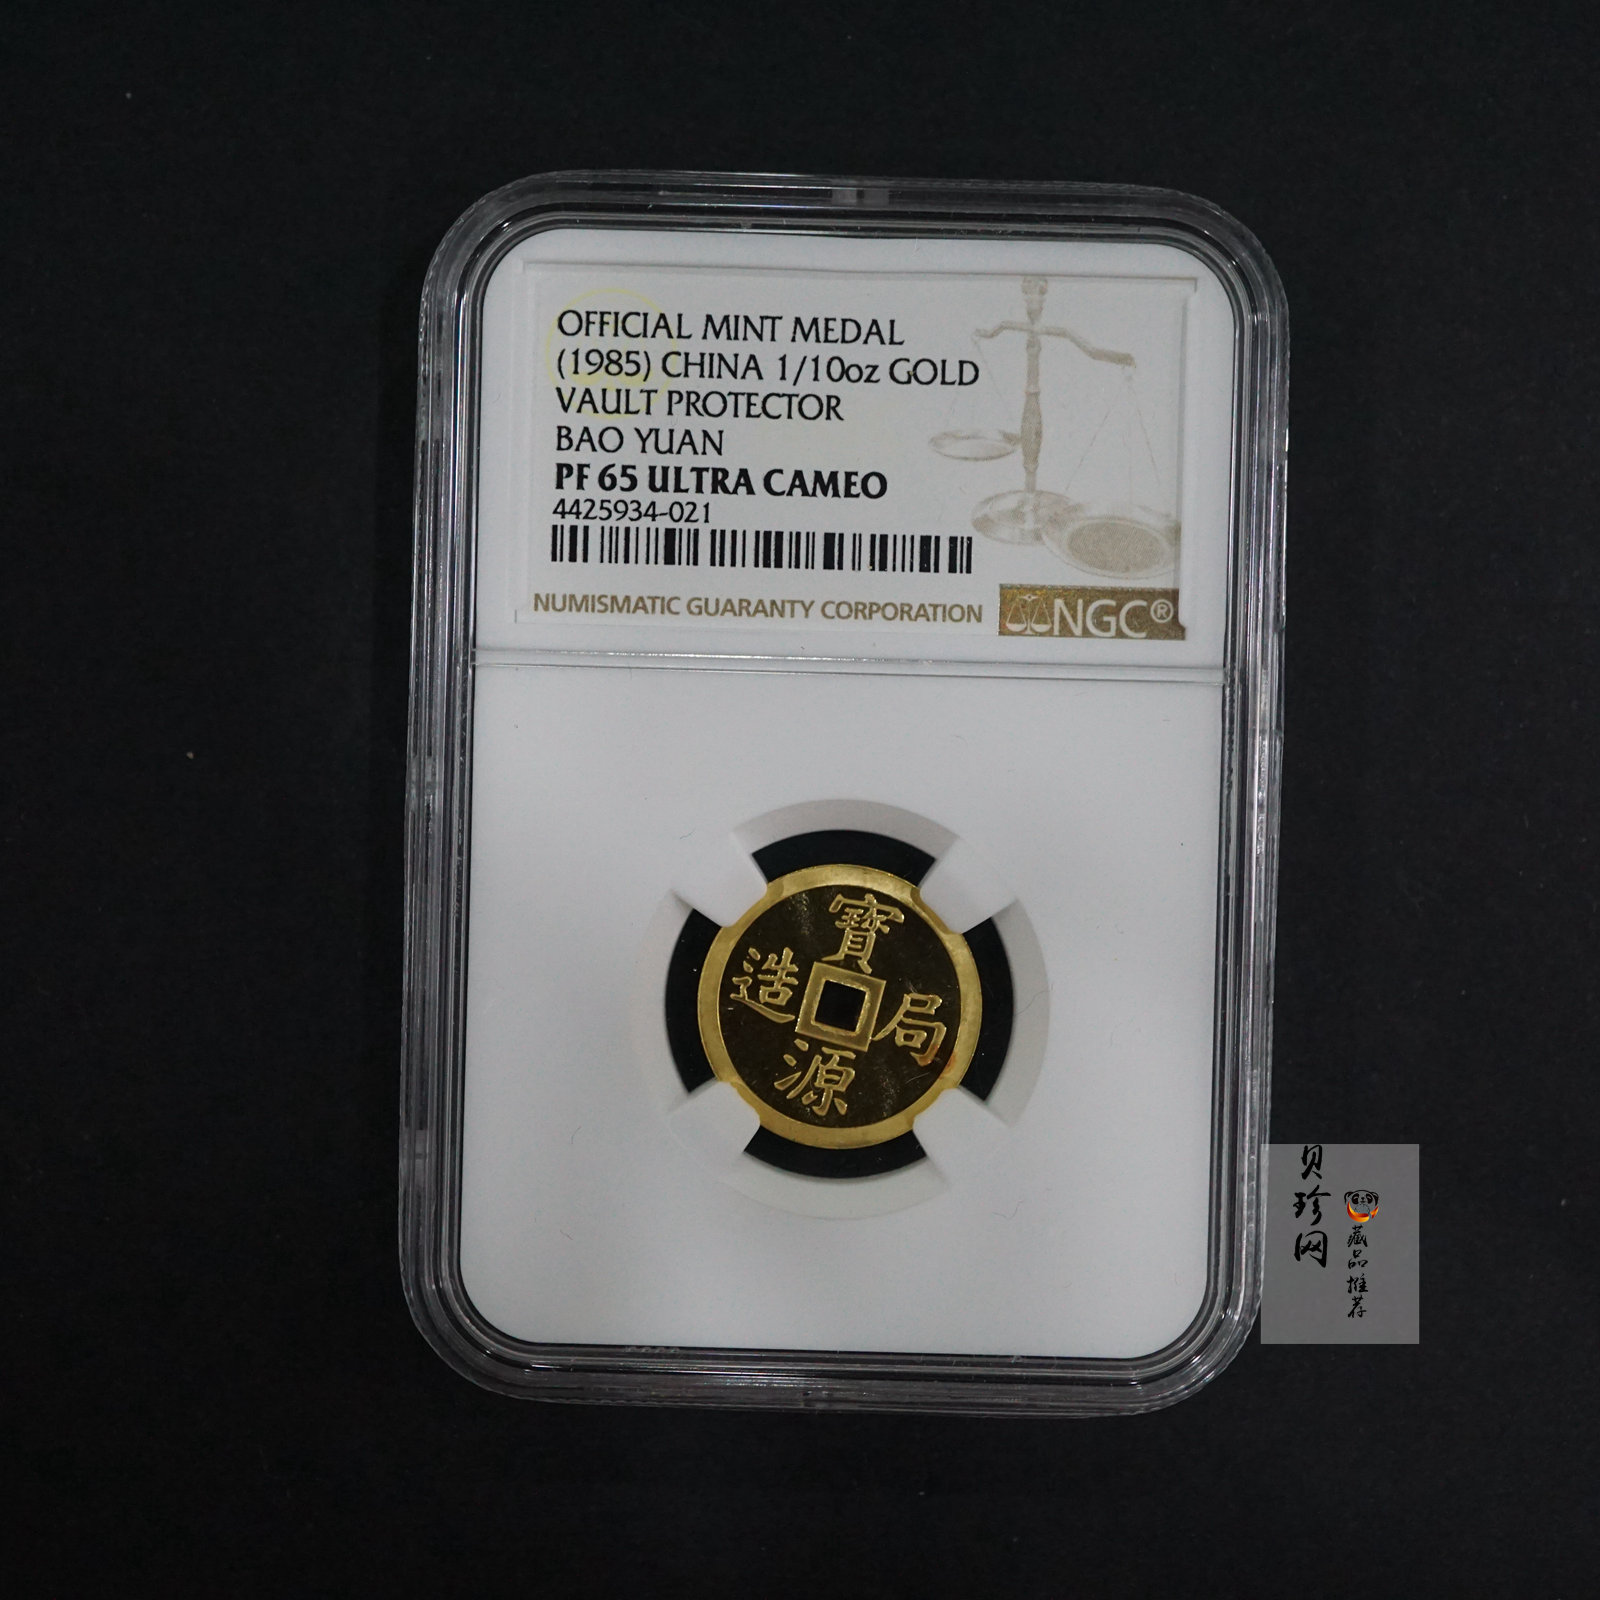 OFFICIAL MINT MEDAL
(1985) CHINA 1/10oz GOLD
VAULT PROTECTOR
BAO YUAN
PF 65 ULTRA CAMEO
4425934-021
NUMISMATIC GUARANTY CORPORATION
NGC®
寶
源
局
造
贝珍网
藏品推荐